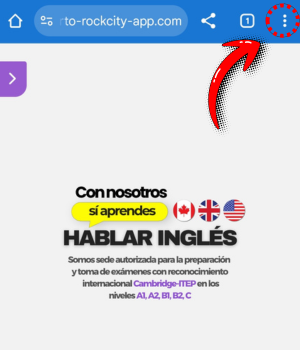 rto-rockcity-app.com
1
Con nosotros
sí aprendes
HABLAR INGLÉS
Somos sede autorizada para la preparación
y toma de exámenes con reconocimiento
internacional Cambridge-ITEP en los
niveles A1, A2, B1, B2, C